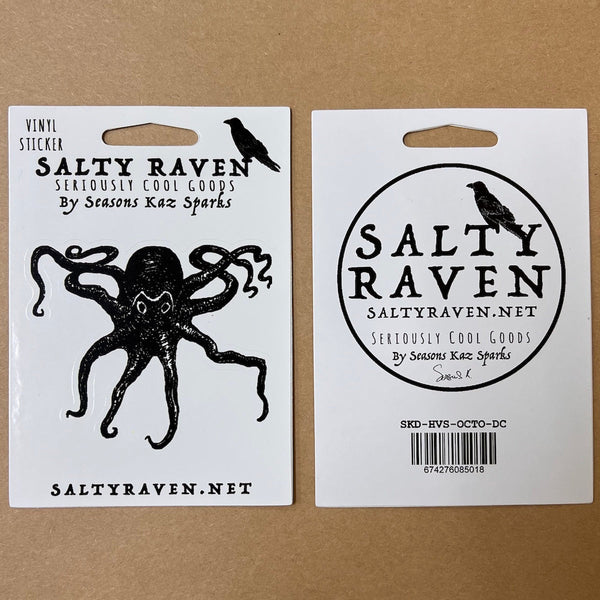 VINYL
STICKER
SALTY RAVEN
SERIOUSLY COOL GOODS
By Seasons Kaz Sparks
SALTYRAVEN.NET
SALTY
RAVEN
SALTYRAVEN.NET
SERIOUSLY COOL GOODS
By Seasons Kaz Sparks
Seasons K
SKD-HVS-OCTO-DC
674276085018